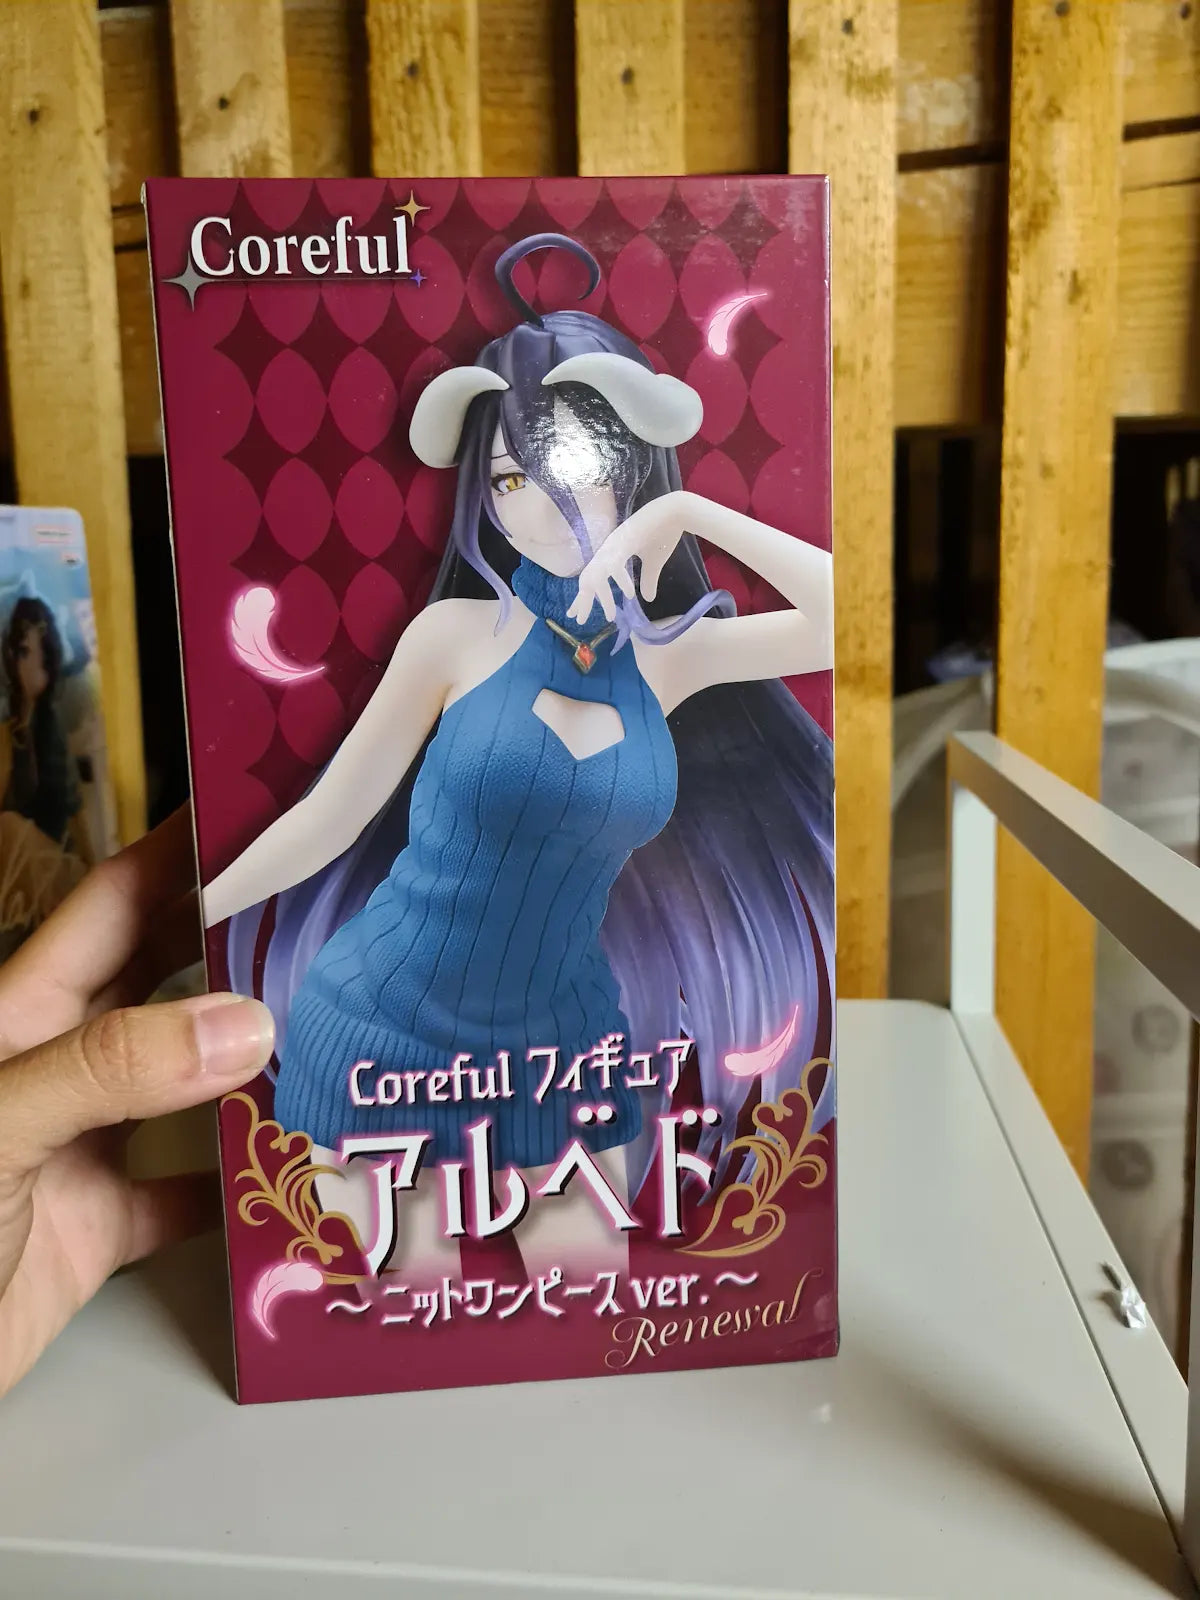 Coreful
Coreful フィギュア
アルベド
～ニットワンピースver.～
Renewal